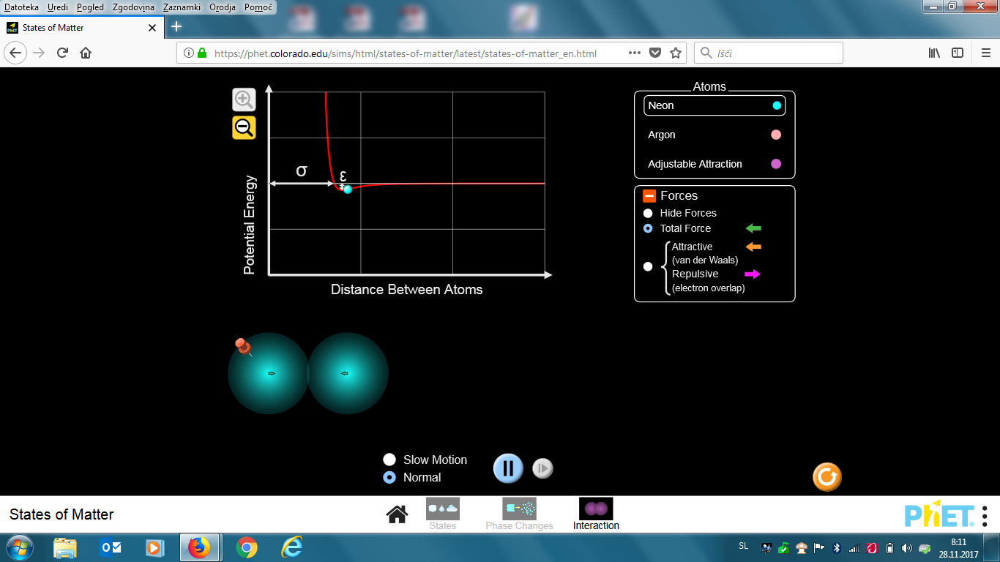 Datoteka Uredi Pogled Zgodovina Zaznamki Orodja Pomoč
States of Matter
https://phet.colorado.edu/sims/html/states-of-matter/latest/states-of-matter_en.html
Išči
Atoms
Neon
Argon
Adjustable Attraction
σ
ε
Potential Energy
Distance Between Atoms
Forces
Hide Forces
Total Force
Attractive
(van der Waals)
Repulsive
(electron overlap)
Slow Motion
Normal
States of Matter
States
Phase Changes
Interaction
PhET
SL
8:11
28.11.2017